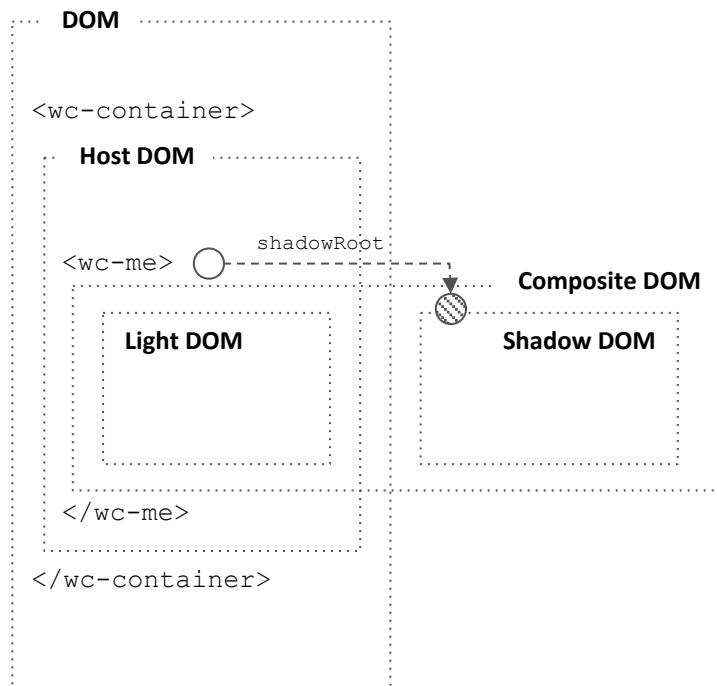 DOM
<wc-container>
Host DOM
shadowRoot
<wc-me>
Composite DOM
Light DOM
Shadow DOM
</wc-me>
</wc-container>